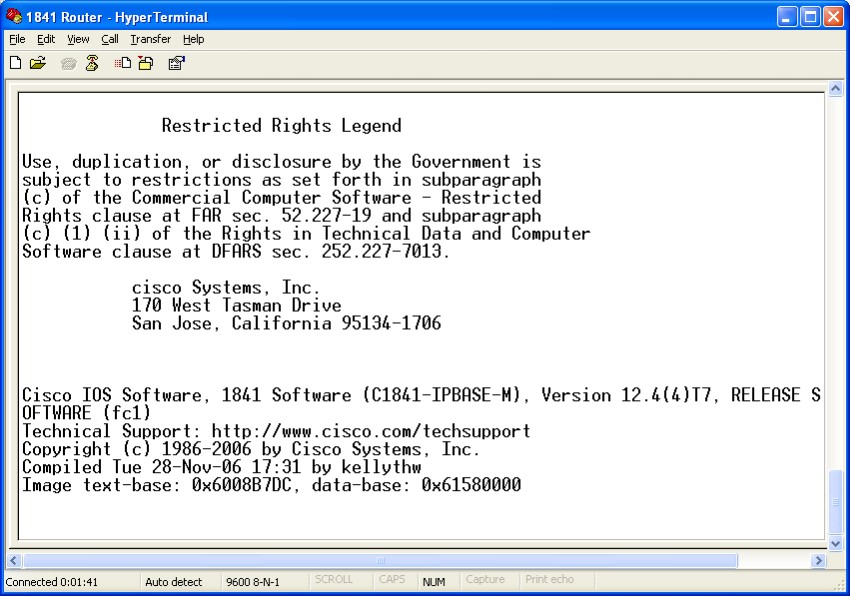 1841 Router - HyperTerminal
File Edit View Call Transfer Help
Restricted Rights Legend
Use, duplication, or disclosure by the Government is
subject to restrictions as set forth in subparagraph
(c) of the Commercial Computer Software - Restricted
Rights clause at FAR sec. 52.227-19 and subparagraph
(c) (1) (ii) of the Rights in Technical Data and Computer
Software clause at DFARS sec. 252.227-7013.
cisco Systems, Inc.
170 West Tasman Drive
San Jose, California 95134-1706
Cisco IOS Software, 1841 Software (C1841-IPBASE-M), Version 12.4(4)T7, RELEASE S
OFTWARE (fc1)
Technical Support: http://www.cisco.com/techsupport
Copyright (c) 1986-2006 by Cisco Systems, Inc.
Compiled Tue 28-Nov-06 17:31 by kellythw
Image text-base: 0x6008B7DC, data-base: 0x61580000
Connected 0:01:41 Auto detect 9600 8-N-1 SCROLL CAPS NUM Capture Print echo